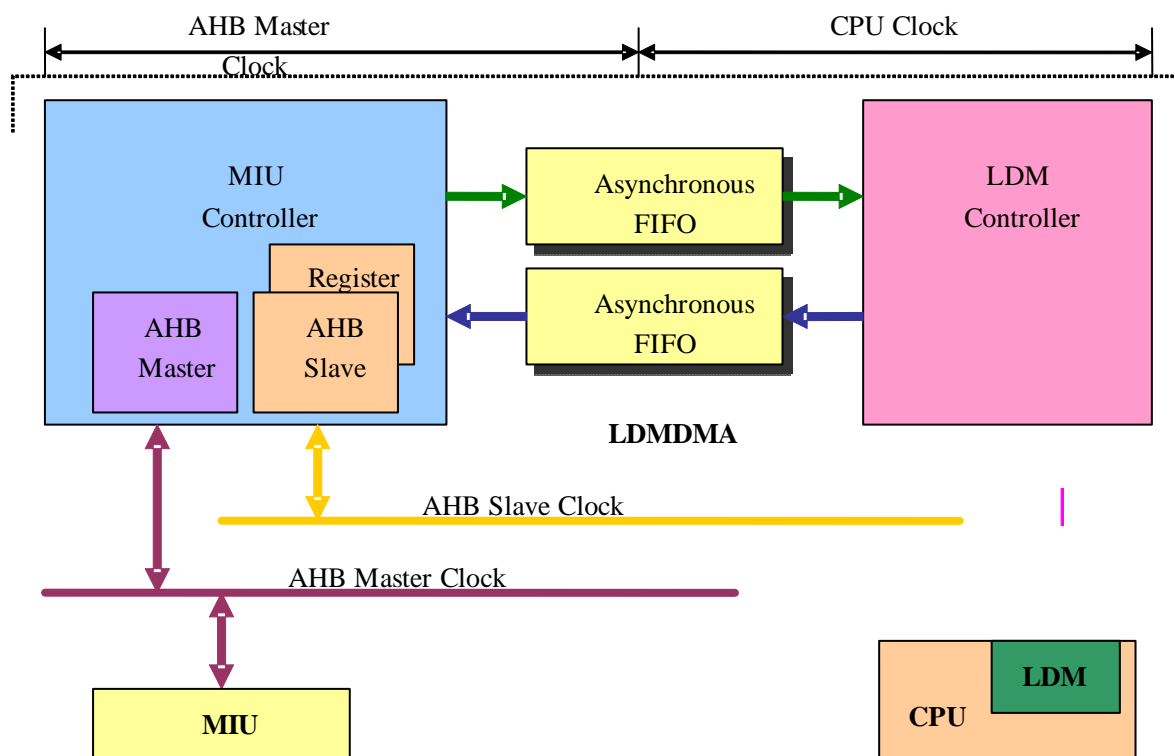 AHB Master
Clock
CPU Clock
MIU
Controller
Asynchronous
FIFO
LDM
Controller
Register
AHB
Master
AHB
Slave
Asynchronous
FIFO
LDMDMA
AHB Slave Clock
AHB Master Clock
MIU
LDM
CPU